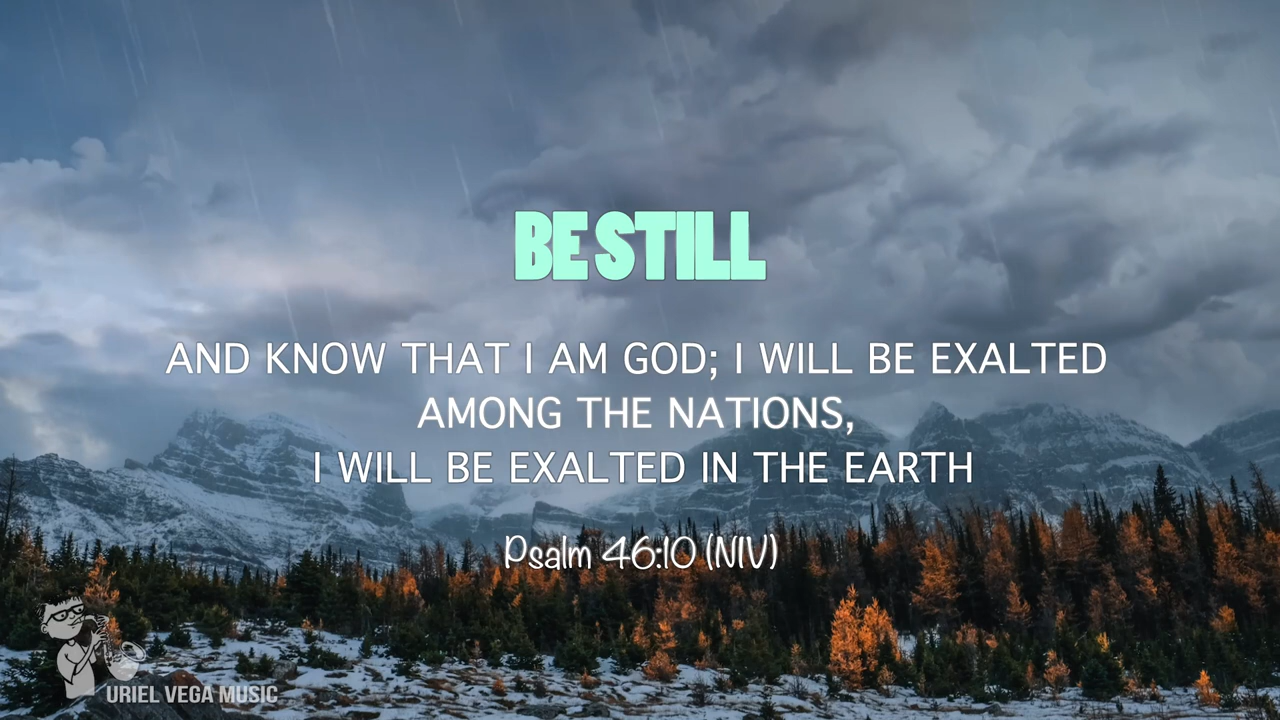 BE STILL
AND KNOW THAT I AM GOD; I WILL BE EXALTED
AMONG THE NATIONS,
I WILL BE EXALTED IN THE EARTH
Psalm 46:10 (NIV)
URIEL VEGA MUSIC